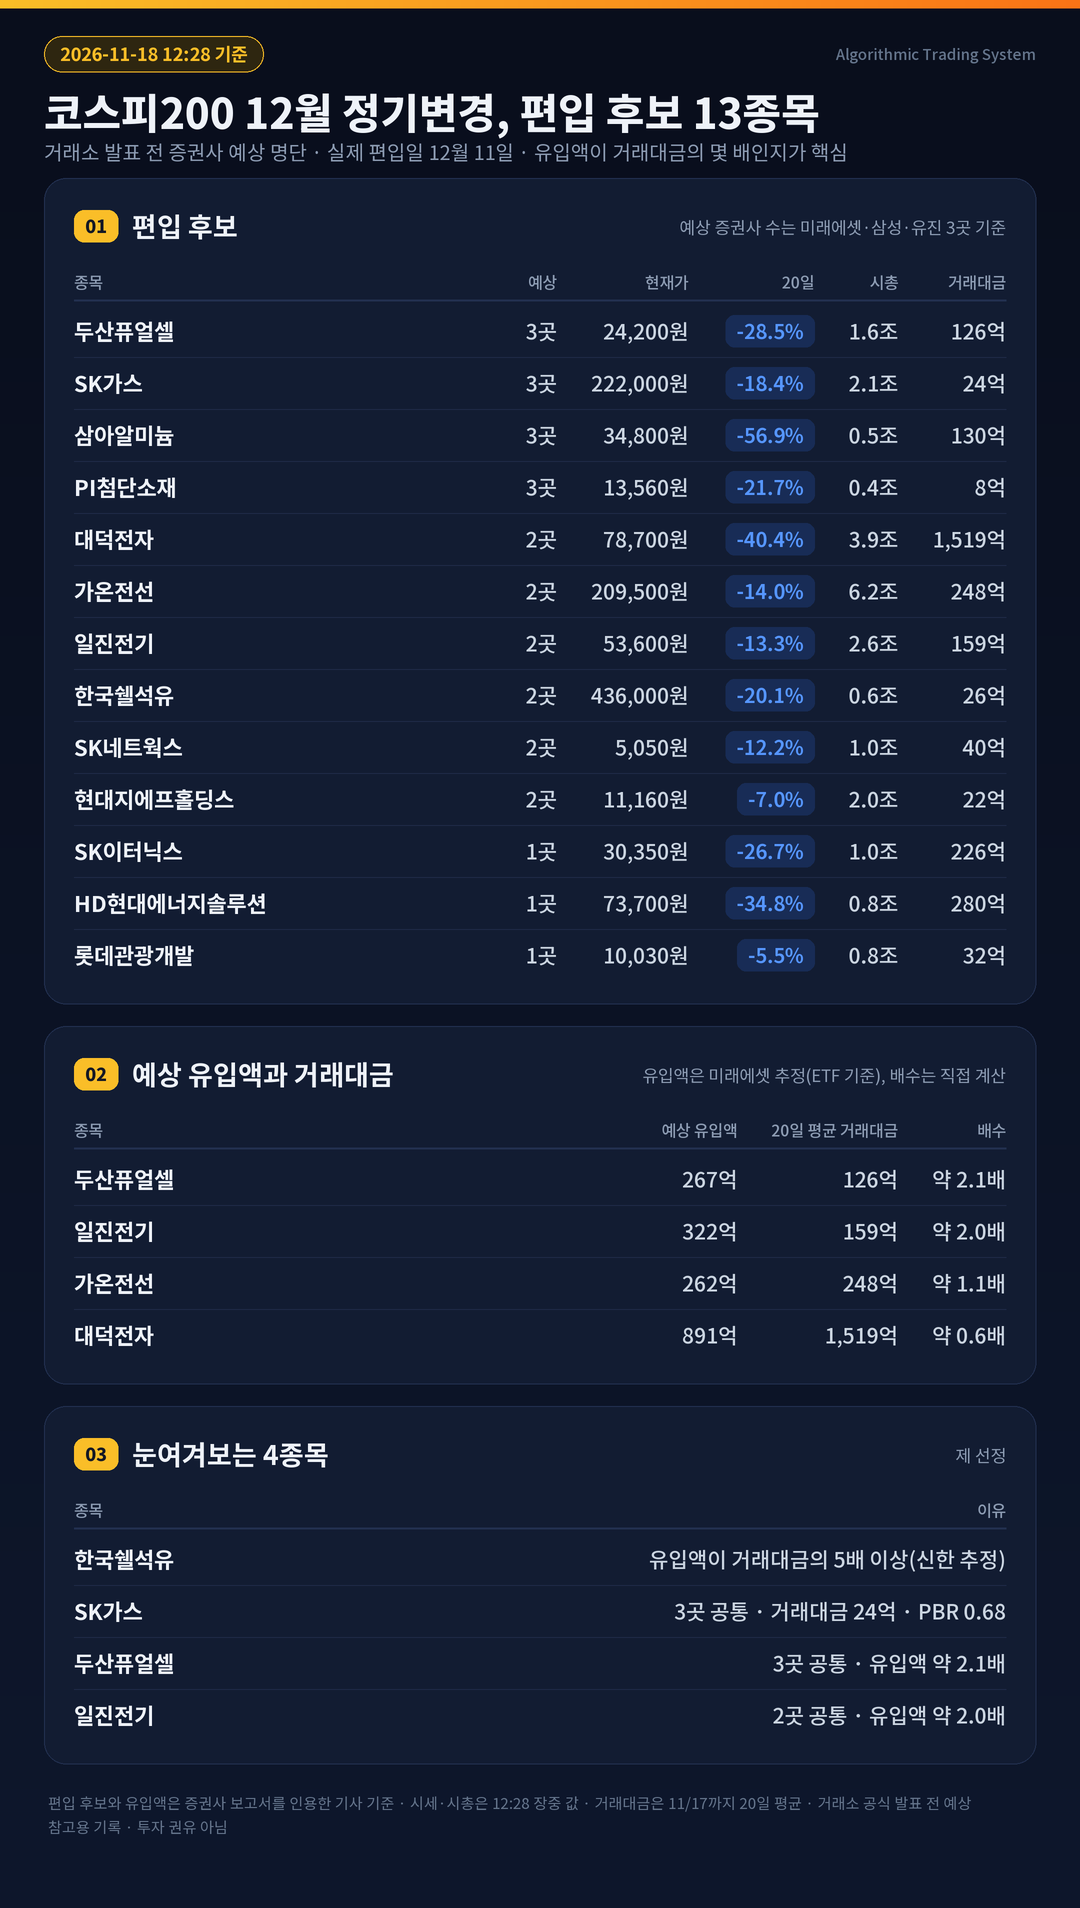 2026-11-18 12:28 기준
Algorithmic Trading System
코스피200 12월 정기변경, 편입 후보 13종목
거래소 발표 전 증권사 예상 명단 · 실제 편입일 12월 11일 · 유입액이 거래대금의 몇 배인지가 핵심
01 편입 후보 예상 증권사 수는 미래에셋·삼성·유진 3곳 기준
종목 예상 현재가 20일 시총 거래대금
두산퓨얼셀 3곳 24,200원 -28.5% 1.6조 126억
SK가스 3곳 222,000원 -18.4% 2.1조 24억
삼아알미늄 3곳 34,800원 -56.9% 0.5조 130억
PI첨단소재 3곳 13,560원 -21.7% 0.4조 8억
대덕전자 2곳 78,700원 -40.4% 3.9조 1,519억
가온전선 2곳 209,500원 -14.0% 6.2조 248억
일진전기 2곳 53,600원 -13.3% 2.6조 159억
한국쉘석유 2곳 436,000원 -20.1% 0.6조 26억
SK네트웍스 2곳 5,050원 -12.2% 1.0조 40억
현대지에프홀딩스 2곳 11,160원 -7.0% 2.0조 22억
SK이터닉스 1곳 30,350원 -26.7% 1.0조 226억
HD현대에너지솔루션 1곳 73,700원 -34.8% 0.8조 280억
롯데관광개발 1곳 10,030원 -5.5% 0.8조 32억
02 예상 유입액과 거래대금 유입액은 미래에셋 추정(ETF 기준), 배수는 직접 계산
종목 예상 유입액 20일 평균 거래대금 배수
두산퓨얼셀 267억 126억 약 2.1배
일진전기 322억 159억 약 2.0배
가온전선 262억 248억 약 1.1배
대덕전자 891억 1,519억 약 0.6배
03 눈여겨보는 4종목 제 선정
종목 이유
한국쉘석유 유입액이 거래대금의 5배 이상(신한 추정)
SK가스 3곳 공통 · 거래대금 24억 · PBR 0.68
두산퓨얼셀 3곳 공통 · 유입액 약 2.1배
일진전기 2곳 공통 · 유입액 약 2.0배
편입 후보와 유입액은 증권사 보고서를 인용한 기사 기준 · 시세·시총은 12:28 장중 값 · 거래대금은 11/17까지 20일 평균 · 거래소 공식 발표 전 예상
참고용 기록 · 투자 권유 아님